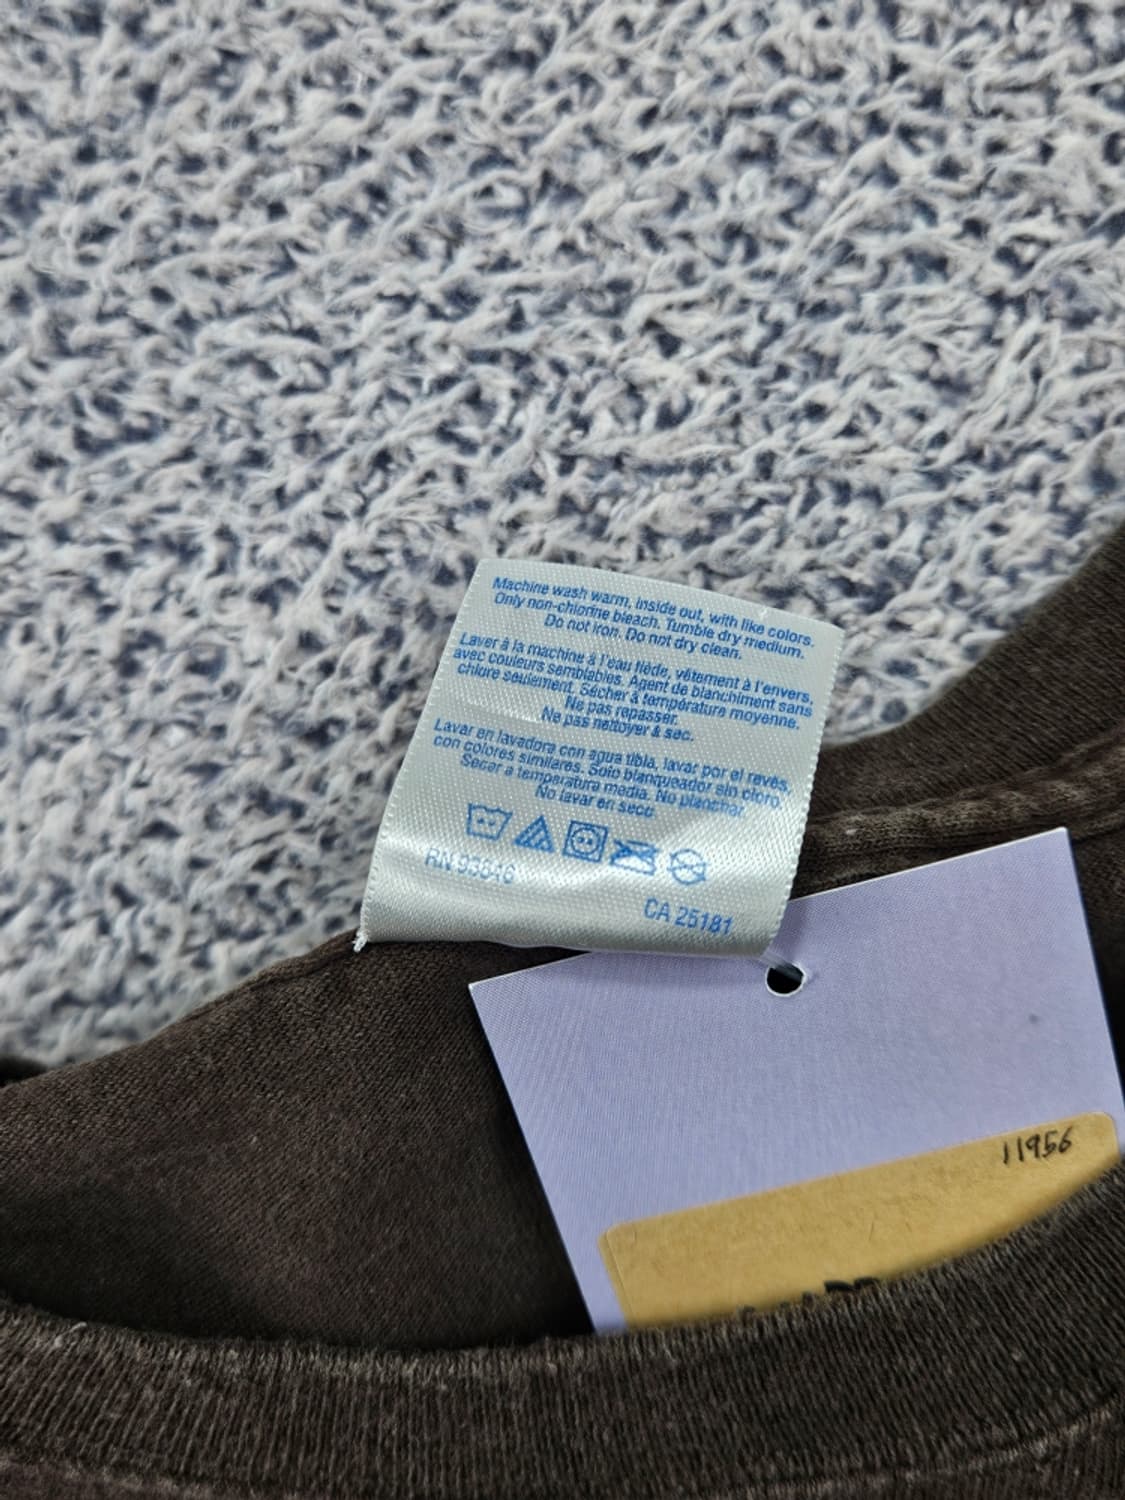 Machine wash warm, inside out, with like colors.
Only non-chlorine bleach. Tumble dry medium.
Do not iron. Do not dry clean.
Laver à la machine à l'eau tiède, vêtement à l'envers,
avec couleurs semblables. Agent de blanchiment sans
chlore seulement. Sécher à température moyenne.
Ne pas repasser.
Ne pas nettoyer à sec.
Lavar en lavadora con agua tibia, lavar por el revés,
con colores similares. Solo blanqueador sin cloro.
Secar a temperatura media. No planchar.
No lavar en seco.
RN
CA 25181
11956